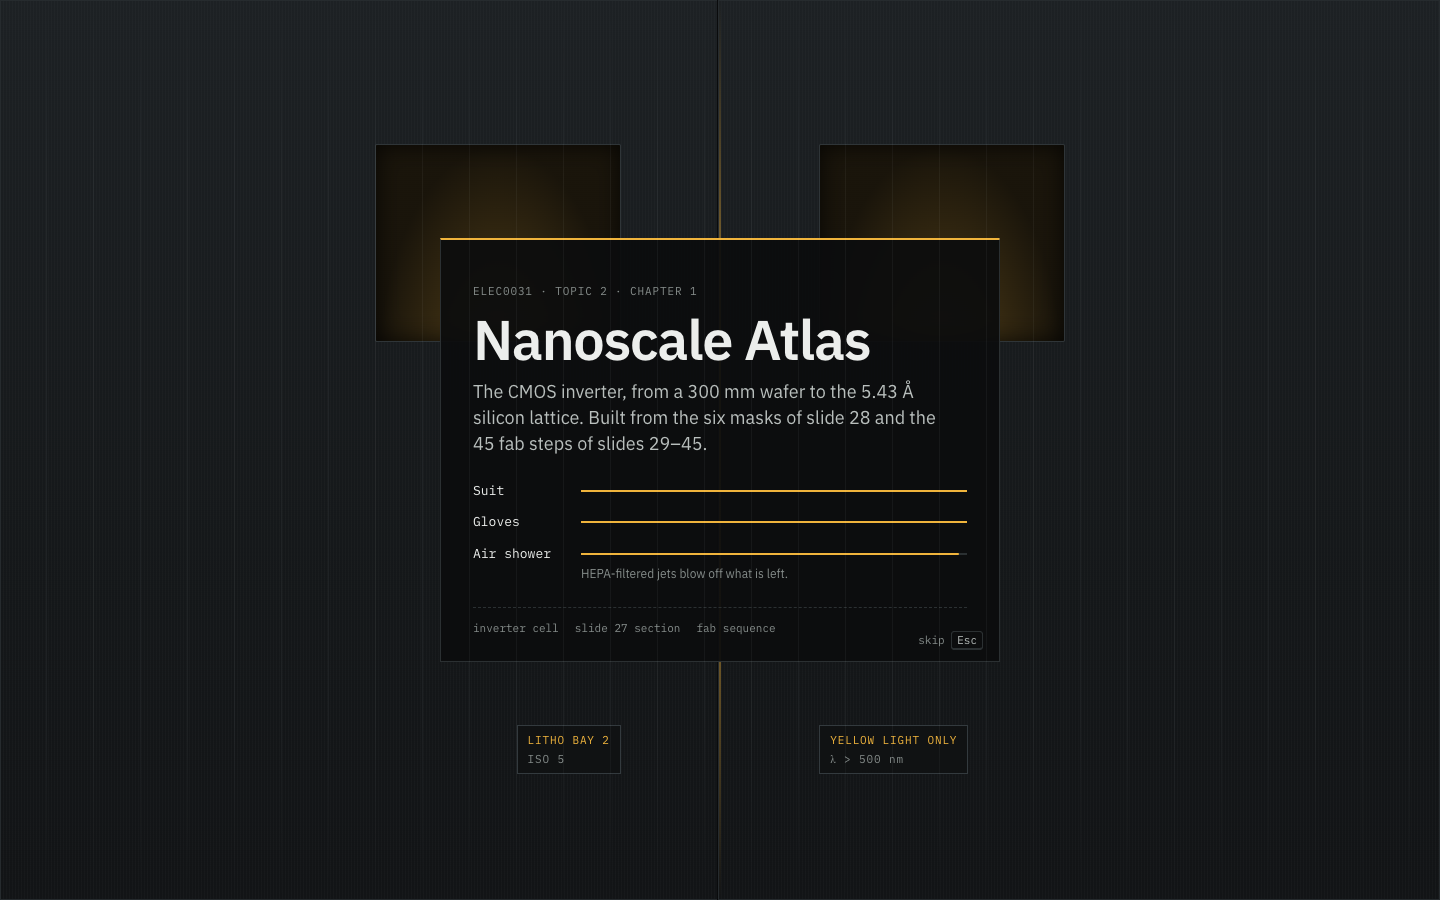 ELEC0031 · TOPIC 2 · CHAPTER 1
Nanoscale Atlas
The CMOS inverter, from a 300 mm wafer to the 5.43 Å
silicon lattice. Built from the six masks of slide 28 and the
45 fab steps of slides 29–45.
Suit
Gloves
Air shower
HEPA-filtered jets blow off what is left.
inverter cell slide 27 section fab sequence
skip Esc
LITHO BAY 2
ISO 5
YELLOW LIGHT ONLY
λ > 500 nm